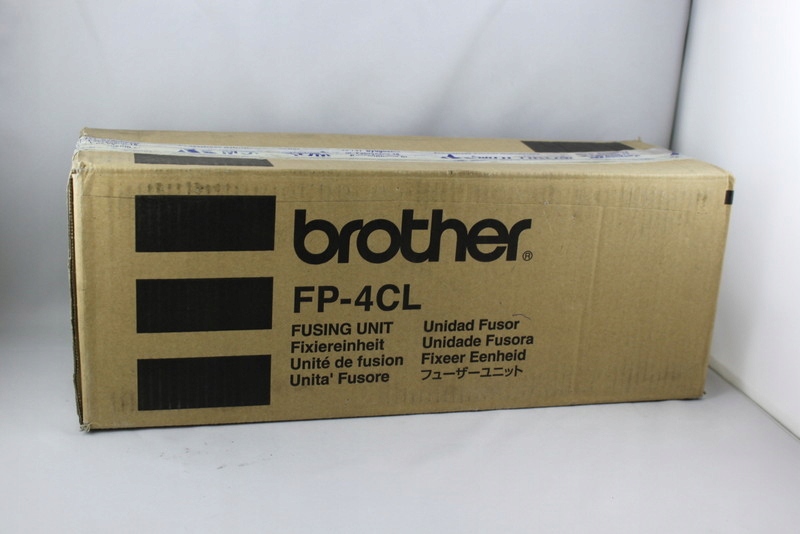 brother®
FP-4CL
FUSING UNIT
Fixiereinheit
Unité de fusion
Unita' Fusore
Unidad Fusor
Unidade Fusora
Fixeer Eenheid
フューザーユニット